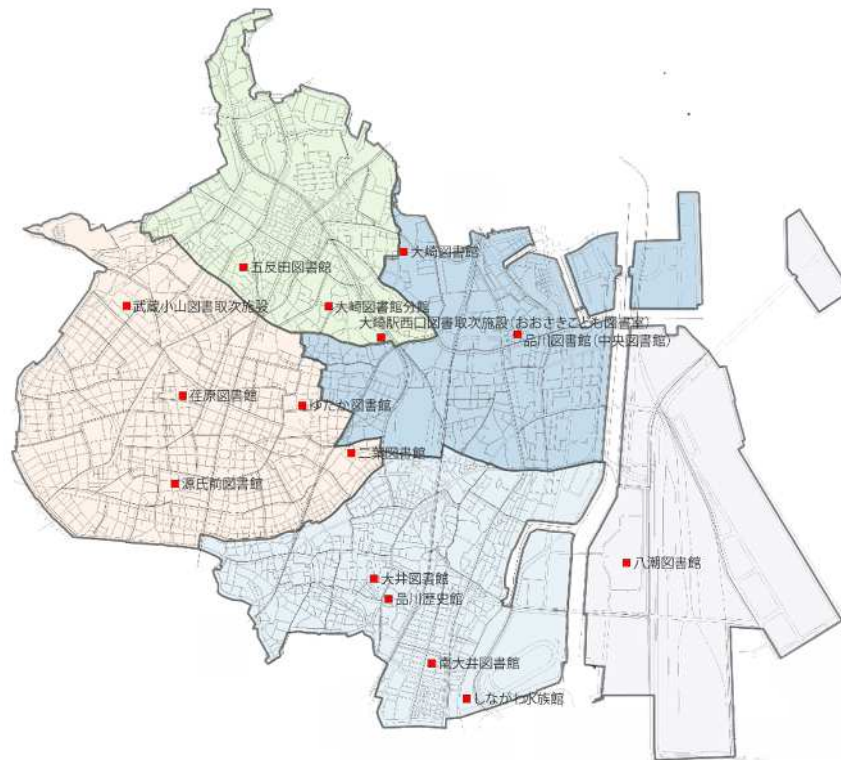 大崎図書館
五反田図書館
武蔵小山図書取次施設
大崎図書館分館
大崎駅西口図書取次施設(おおさきこども図書室)
品川図書館(中央図書館)
荏原図書館
ゆたか図書館
二葉図書館
源氏前図書館
八潮図書館
大井図書館
品川歴史館
南大井図書館
しながわ水族館